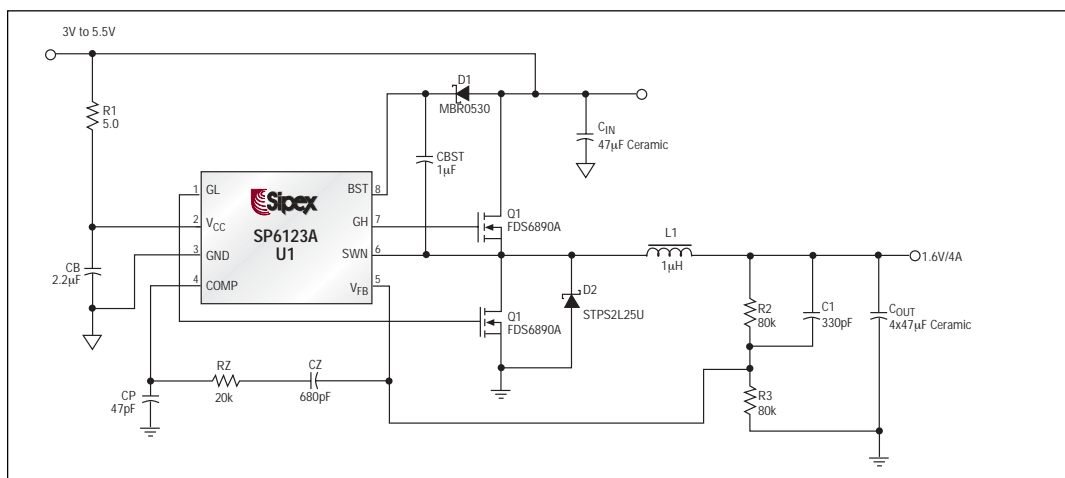 3V to 5.5V
R1
5.0
D1
MBR0530
CIN
47µF Ceramic
CBST
1µF
1 GL
BST 8
Sipex
2 VCC
GH 7
SP6123A
U1
3 GND
SWN 6
4 COMP
VFB 5
Q1
FDS6890A
L1
1µH
1.6V/4A
CB
2.2µF
D2
STPS2L25U
Q1
FDS6890A
R2
80k
C1
330pF
COUT
4x47µF Ceramic
RZ
20k
CZ
680pF
CP
47pF
R3
80k